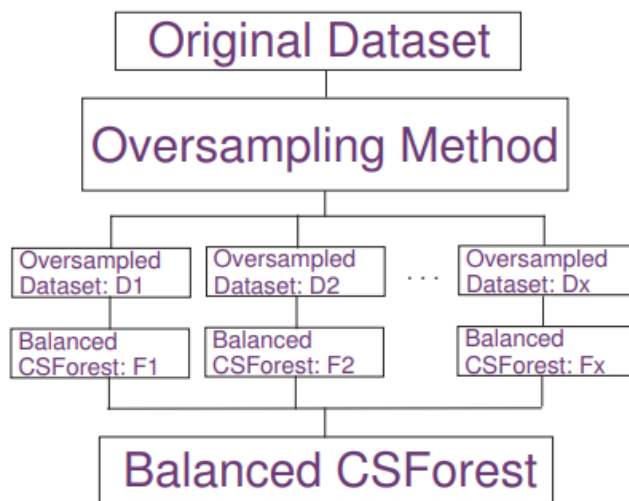 Original Dataset
Oversampling Method
Oversampled
Dataset: D1
Oversampled
Dataset: D2
. . .
Oversampled
Dataset: Dx
Balanced
CSForest: F1
Balanced
CSForest: F2
Balanced
CSForest: Fx
Balanced CSForest